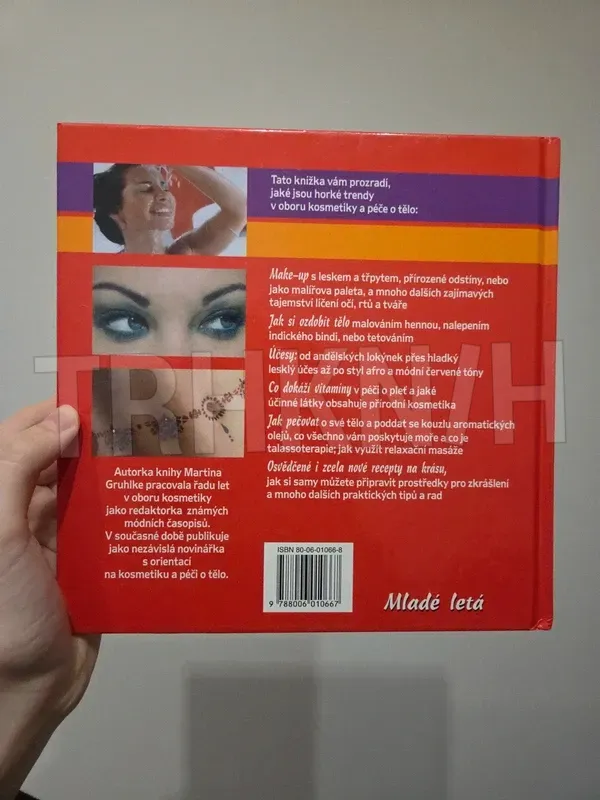 Tato knížka vám prozradí,
jaké jsou horké trendy
v oboru kosmetiky a péče o tělo:
Make-up s leskem a třpytem, přírozené odstíny, nebo
jako malířova paleta, a mnoho dalších zajímavých
tajemství líčení očí, rtů a tváře
Jak si ozdobit tělo malováním hennou, nalepením
indického bindi, nebo tetováním
Účesy: od andělských lokýnek přes hladký
lesklý účes až po styl afro a módní červené tóny
Co dokáží vitamíny v péči o pleť a jaké
účinné látky obsahuje přírodní kosmetika
Jak pečovat o své tělo a poddat se kouzlu aromatických
olejů, co všechno vám poskytuje moře a co je
talassoterapie; jak využít relaxační masáže
Osvědčené i zcela nové recepty na krásu,
jak si samy můžete připravit prostředky pro zkrášlení
a mnoho dalších praktických tipů a rad
Autorka knihy Martina
Gruhlke pracovala řadu let
v oboru kosmetiky
jako redaktorka známých
módních časopisů.
V současné době publikuje
jako nezávislá novinářka
s orientací
na kosmetiku a péči o tělo.
ISBN 80-06-01066-8
9 788006 010667
Mladé letá
TRHKNIH